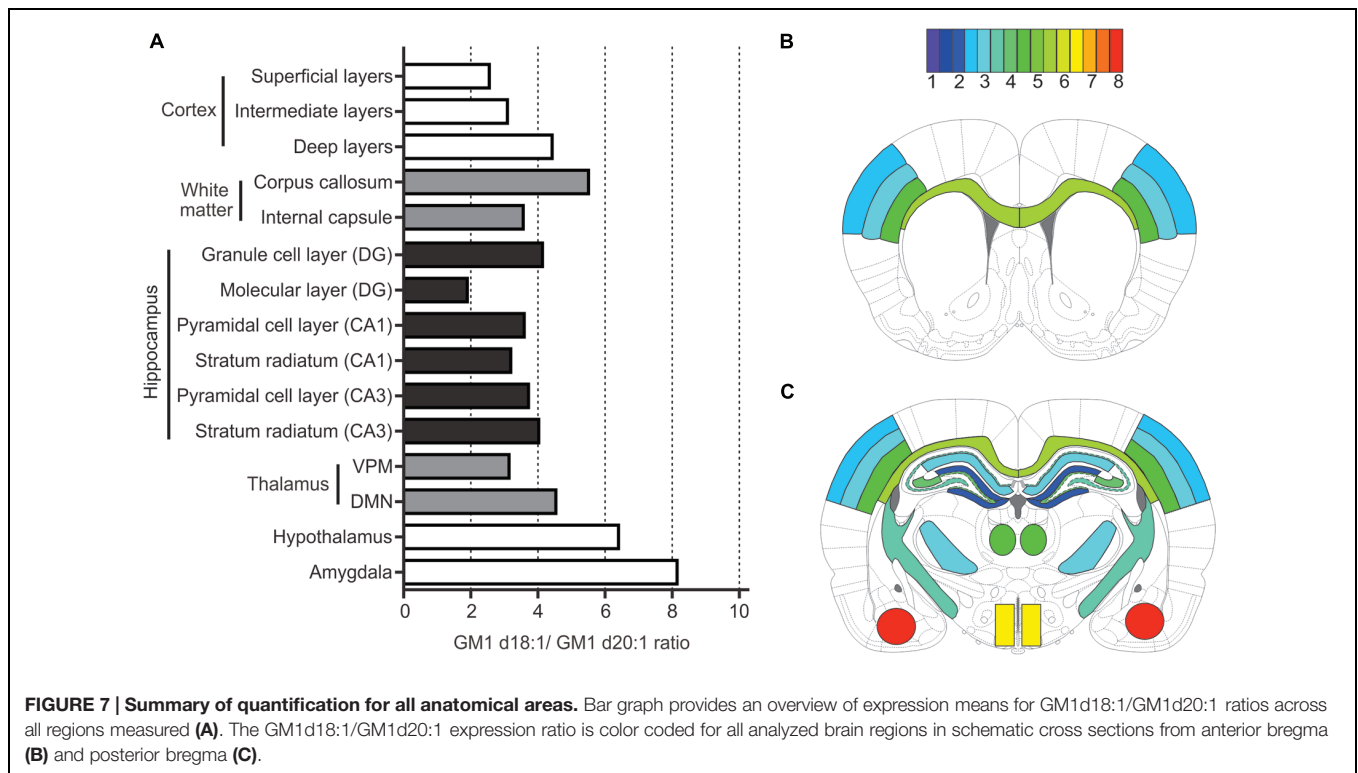 A
Superficial layers
Cortex
Intermediate layers
Deep layers
White
matter
Corpus callosum
Internal capsule
Hippocampus
Granule cell layer (DG)
Molecular layer (DG)
Pyramidal cell layer (CA1)
Stratum radiatum (CA1)
Pyramidal cell layer (CA3)
Stratum radiatum (CA3)
Thalamus
VPM
DMN
Hypothalamus
Amygdala
0 2 4 6 8 10
GM1 d18:1/ GM1 d20:1 ratio
B
1 2 3 4 5 6 7 8
C
FIGURE 7 | Summary of quantification for all anatomical areas. Bar graph provides an overview of expression means for GM1d18:1/GM1d20:1 ratios across
all regions measured (A). The GM1d18:1/GM1d20:1 expression ratio is color coded for all analyzed brain regions in schematic cross sections from anterior bregma
(B) and posterior bregma (C).